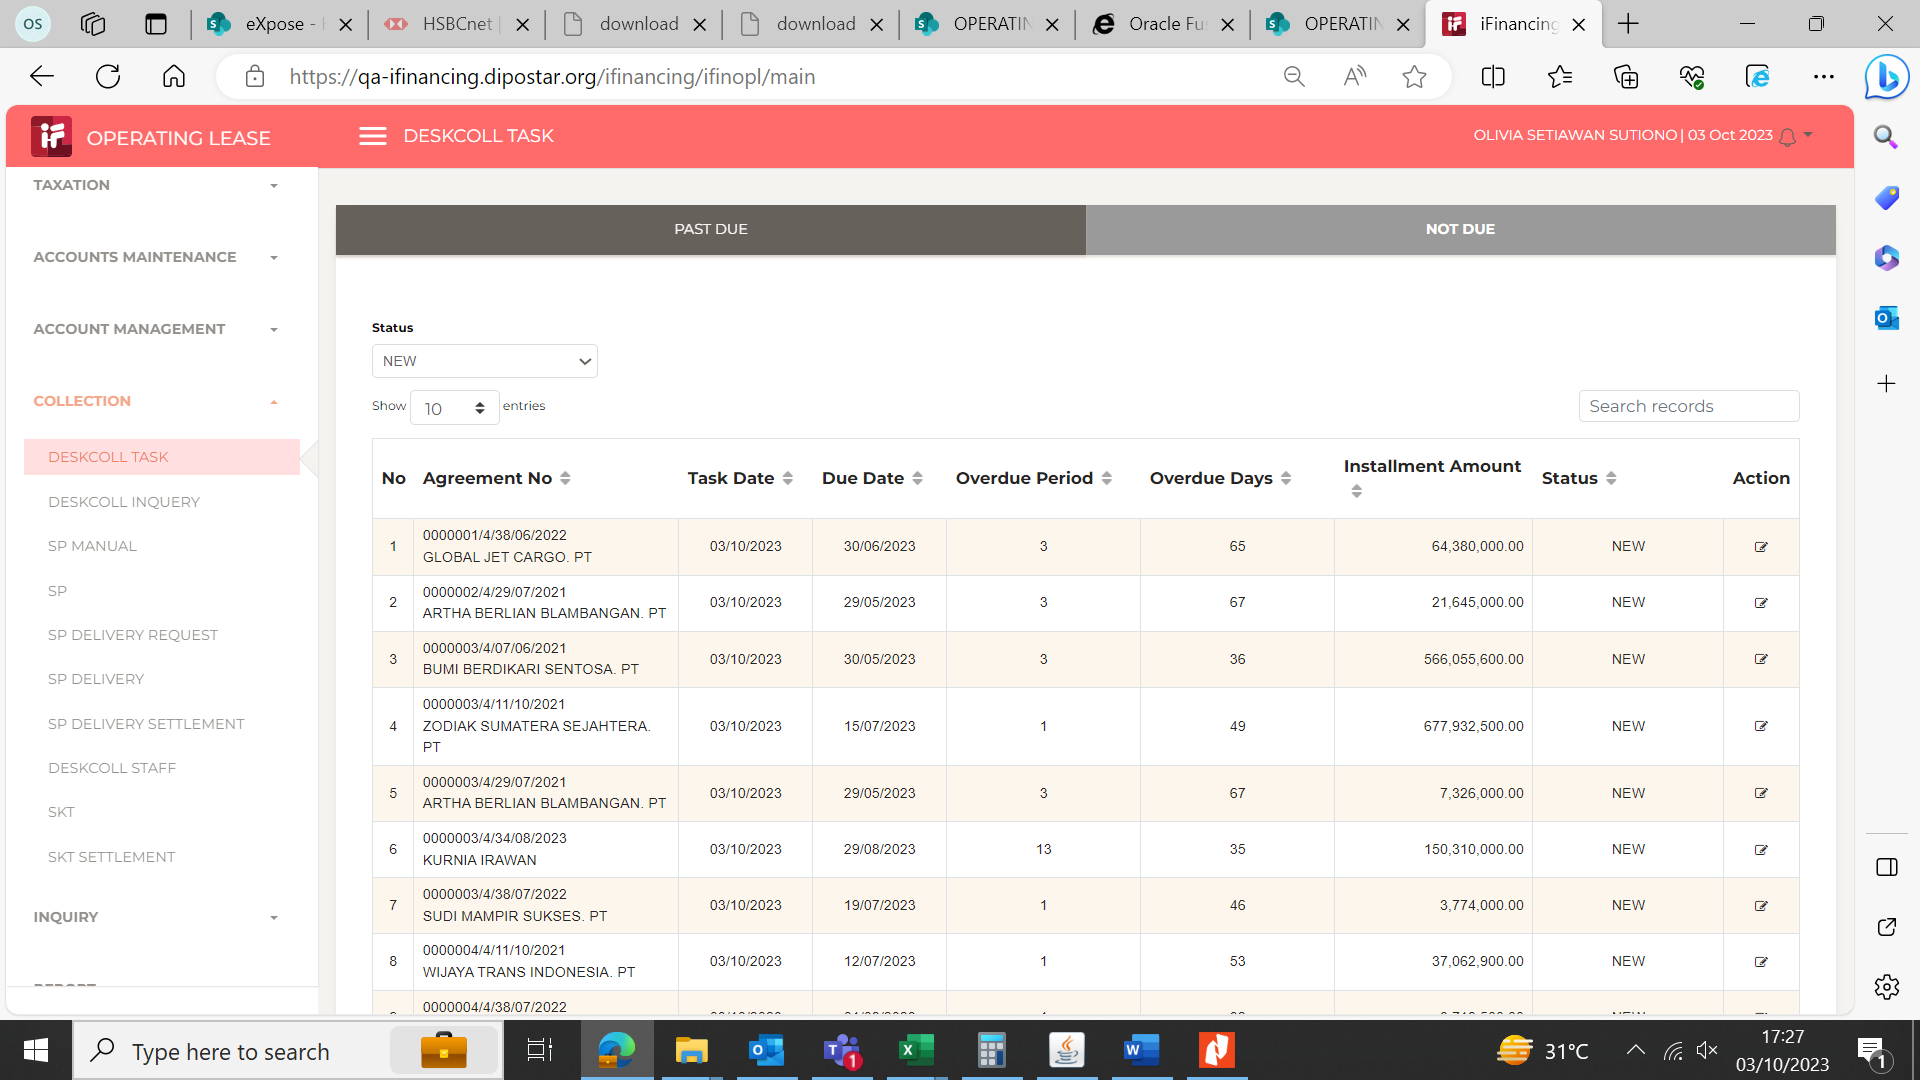 OS
eXpose -
HSBCnet
download
download
OPERATIN
Oracle Fu
OPERATIN
iFinancing
https://qa-ifinancing.dipostar.org/ifinancing/ifinopl/main
iF OPERATING LEASE
DESKCOLL TASK
OLIVIA SETIAWAN SUTIONO | 03 Oct 2023
TAXATION
ACCOUNTS MAINTENANCE
ACCOUNT MANAGEMENT
COLLECTION
DESKCOLL TASK
DESKCOLL INQUERY
SP MANUAL
SP
SP DELIVERY REQUEST
SP DELIVERY
SP DELIVERY SETTLEMENT
DESKCOLL STAFF
SKT
SKT SETTLEMENT
INQUIRY
REPORT
PAST DUE
NOT DUE
Status
NEW
Show 10 entries
Search records
No Agreement No Task Date Due Date Overdue Period Overdue Days Installment Amount Status Action
1 0000001/4/38/06/2022 03/10/2023 30/06/2023 3 65 64,380,000.00 NEW
GLOBAL JET CARGO. PT
2 0000002/4/29/07/2021 03/10/2023 29/05/2023 3 67 21,645,000.00 NEW
ARTHA BERLIAN BLAMBANGAN. PT
3 0000003/4/07/06/2021 03/10/2023 30/05/2023 3 36 566,055,600.00 NEW
BUMI BERDIKARI SENTOSA. PT
4 0000003/4/11/10/2021 03/10/2023 15/07/2023 1 49 677,932,500.00 NEW
ZODIAK SUMATERA SEJAHTERA.
PT
5 0000003/4/29/07/2021 03/10/2023 29/05/2023 3 67 7,326,000.00 NEW
ARTHA BERLIAN BLAMBANGAN. PT
6 0000003/4/34/08/2023 03/10/2023 29/08/2023 13 35 150,310,000.00 NEW
KURNIA IRAWAN
7 0000003/4/38/07/2022 03/10/2023 19/07/2023 1 46 3,774,000.00 NEW
SUDI MAMPIR SUKSES. PT
8 0000004/4/11/10/2021 03/10/2023 12/07/2023 1 53 37,062,900.00 NEW
WIJAYA TRANS INDONESIA. PT
0000004/4/38/07/2022
Type here to search
1
31°C
17:27
03/10/2023
1